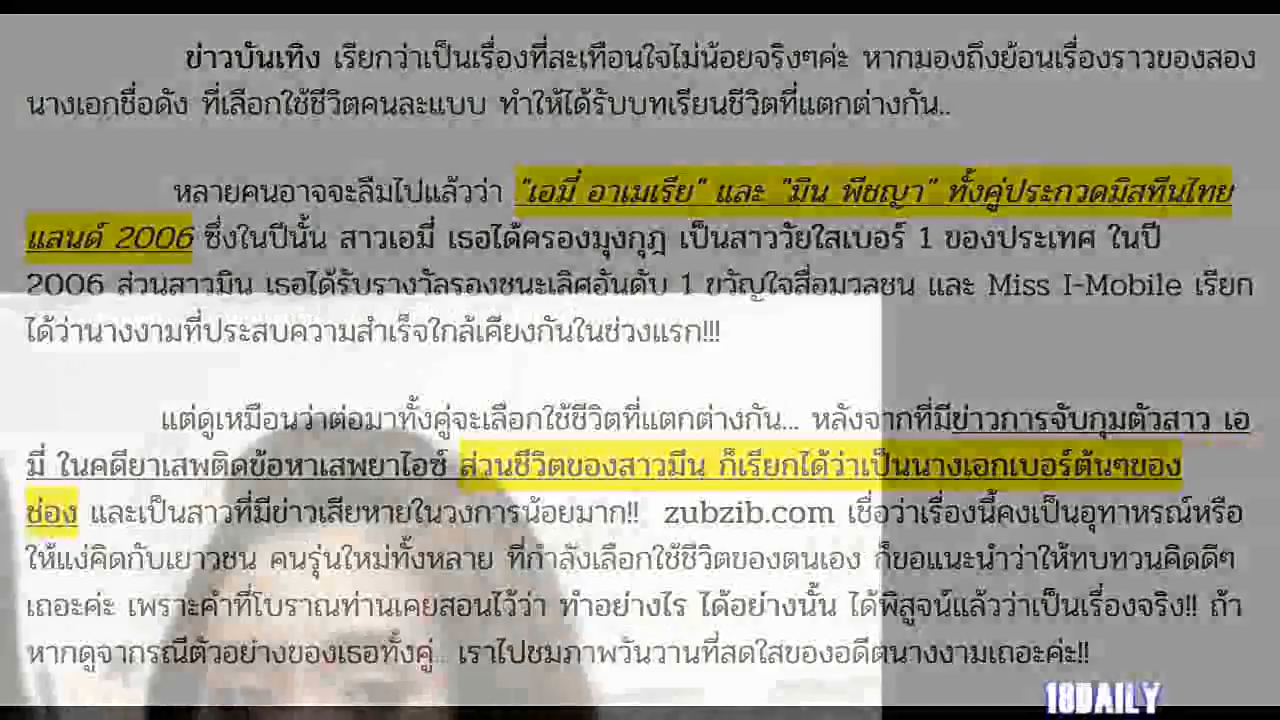 ข่าวบันเทิง เรียกว่าเป็นเรื่องที่สะเทือนใจไม่น้อยจริงๆค่ะ หากมองถึงย้อนเรื่องราวของสอง
นางเอกชื่อดัง ที่เลือกใช้ชีวิตคนละแบบ ทำให้ได้รับบทเรียนชีวิตที่แตกต่างกัน..
หลายคนอาจจะลืมไปแล้วว่า "เอมี่ อาเมเรีย" และ "มิน พีชญา" ทั้งคู่ประกวดมิสทีนไทย
แลนด์ 2006 ซึ่งในปีนั้น สาวเอมี่ เธอได้ครองมุงกุฎ เป็นสาววัยใสเบอร์ 1 ของประเทศ ในปี
2006 ส่วนสาวมิน เธอได้รับรางวัลรองชนะเลิศอันดับ 1 ขวัญใจสื่อมวลชน และ Miss I-Mobile เรียก
ได้ว่านางงามที่ประสบความสำเร็จใกล้เคียงกันในช่วงแรก!!!
แต่ดูเหมือนว่าต่อมาทั้งคู่จะเลือกใช้ชีวิตที่แตกต่างกัน... หลังจากที่มีข่าวการจับกุมตัวสาว เอ
มี่ ในคดียาเสพติดข้อหาเสพยาไอซ์ ส่วนชีวิตของสาวมีน ก็เรียกได้ว่าเป็นนางเอกเบอร์ต้นๆของ
ช่อง และเป็นสาวที่มีข่าวเสียหายในวงการน้อยมาก!! zubzib.com เชื่อว่าเรื่องนี้คงเป็นอุทาหรณ์หรือ
ให้แง่คิดกับเยาวชน คนรุ่นใหม่ทั้งหลาย ที่กำลังเลือกใช้ชีวิตของตนเอง ก็ขอแนะนำว่าให้ทบทวนคิดดีๆ
เถอะค่ะ เพราะคำที่โบราณท่านเคยสอนไว้ว่า ทำอย่างไร ได้อย่างนั้น ได้พิสูจน์แล้วว่าเป็นเรื่องจริง!! ถ้า
หากดูจากรณีตัวอย่างของเธอทั้งคู่... เราไปชมภาพวันวานที่สดใสของอดีตนางงามเถอะค่ะ!!
18DAILY